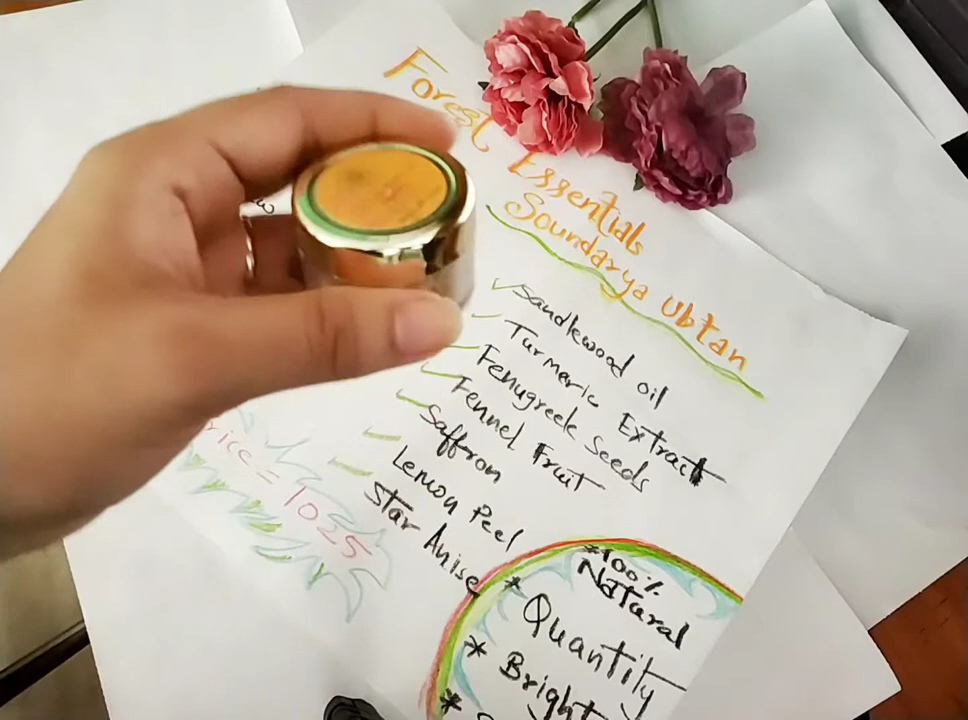 Forest Essentials
Soundarya Ubtan
Sandlewood oil
Turmeric Extract
Fenugreek Seeds
Fennel Fruit
Saffron
Lemon Peel
Star Anise
rice = 1025
*100%
Natural
* Quantity
* Bright
*